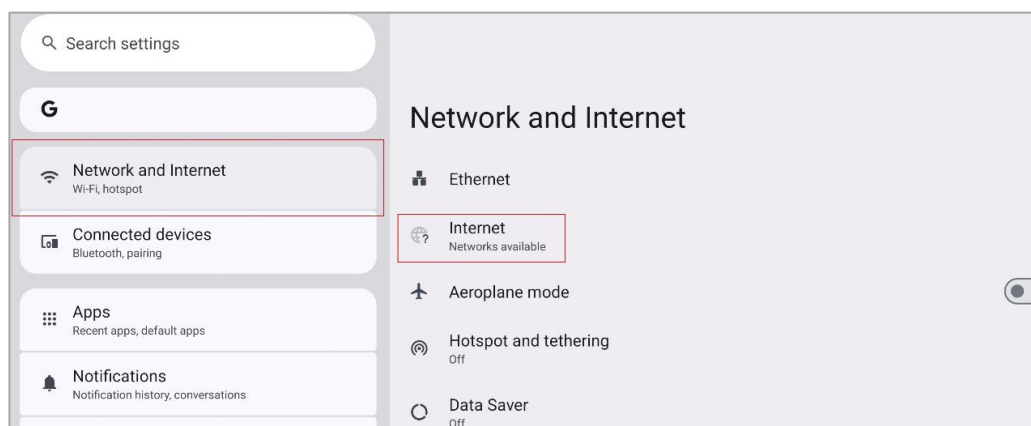 Search settings
G
Network and Internet
Wi-Fi, hotspot
Connected devices
Bluetooth, pairing
Apps
Recent apps, default apps
Notifications
Notification history, conversations
Network and Internet
Ethernet
Internet
Networks available
Aeroplane mode
Hotspot and tethering
Off
Data Saver
Off